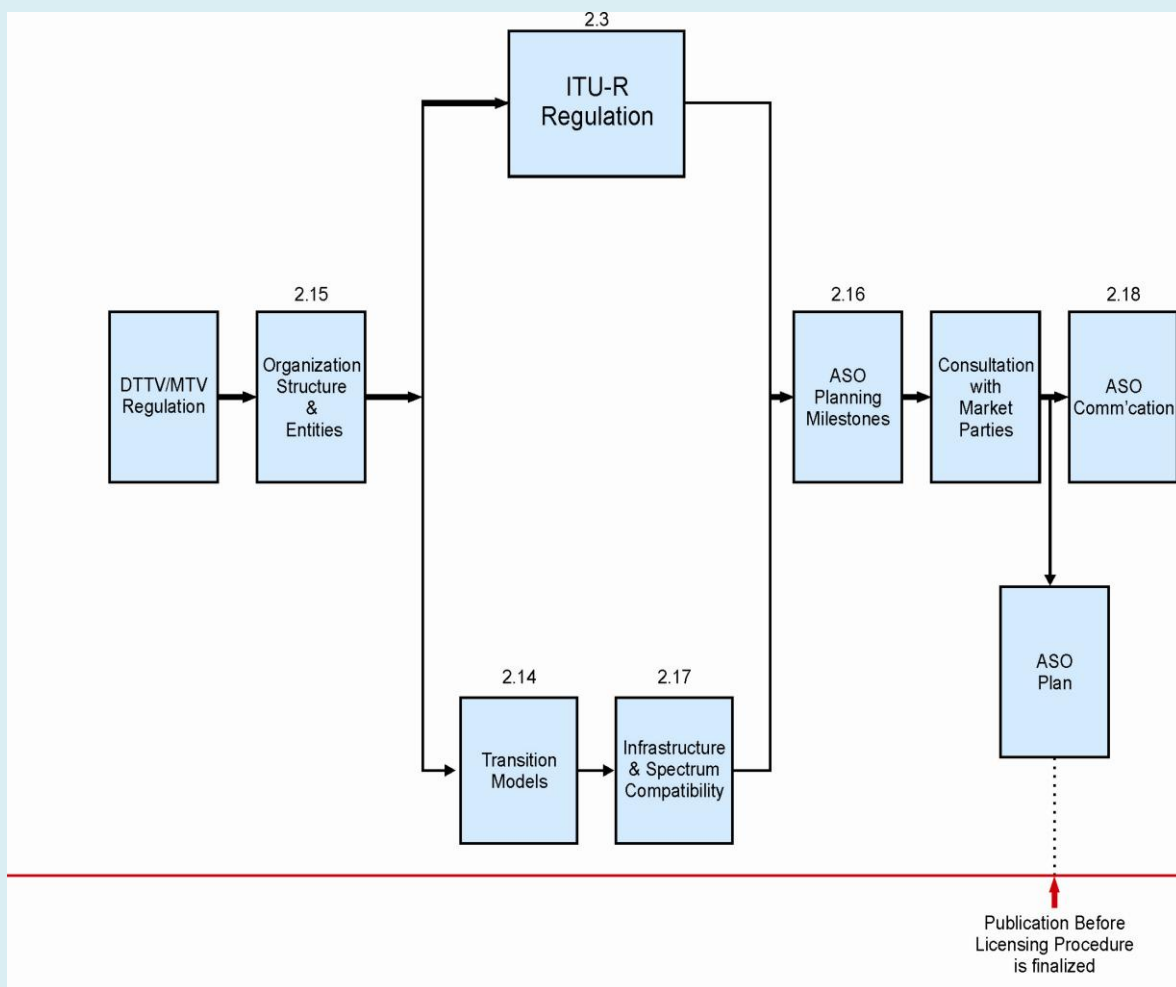 2.3
ITU-R
Regulation
DTTV/MTV
Regulation
2.15
Organization
Structure
&
Entities
2.14
Transition
Models
2.17
Infrastructure
& Spectrum
Compatibility
2.16
ASO
Planning
Milestones
Consultation
with
Market
Parties
2.18
ASO
Comm'cation
ASO
Plan
Publication Before
Licensing Procedure
is finalized